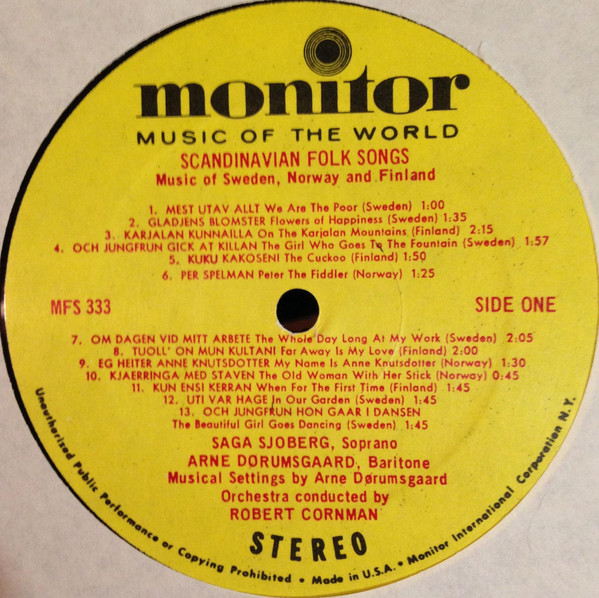 monitor
MUSIC OF THE WORLD
SCANDINAVIAN FOLK SONGS
Music of Sweden, Norway and Finland
1. MEST UTAV ALLT We Are The Poor (Sweden) 1:00
2. GLADJENS BLOMSTER Flowers of Happiness (Sweden) 1:35
3. KARJALAN KUNNAILLA On The Karjalan Mountains (Finland) 2:15
4. OCH JUNGFRUN GICK AT KILLAN The Girl Who Goes To The Fountain (Sweden) 1:57
5. KUKU KAKOSENI The Cuckoo (Finland) 1:50
6. PER SPELMAN Peter The Fiddler (Norway) 1:25
MFS 333
SIDE ONE
7. OM DAGEN VID MITT ARBETE The Whole Day Long At My Work (Sweden) 2:05
8. TUOLL' ON MUN KULTANI Far Away Is My Love (Finland) 2:00
9. EG HEITER ANNE KNUTSDOTTER My Name Is Anne Knutsdotter (Norway) 1:30
10. KJAERRINGA MED STAVEN The Old Woman With Her Stick (Norway) 0:45
11. KUN ENSI KERRAN When For The First Time (Finland) 1:45
12. UTI VAR HAGE In Our Garden (Sweden) 1:45
13. OCH JUNGFRUN HON GAAR I DANSEN
The Beautiful Girl Goes Dancing (Sweden) 1:45
SAGA SJOBERG, Soprano
ARNE DØRUMSGAARD, Baritone
Musical Settings by Arne Dørumsgaard
Orchestra conducted by
ROBERT CORNMAN
STEREO
Unauthorized Public Performance or Copying Prohibited • Made in U.S.A. • Monitor International Corporation N.Y.